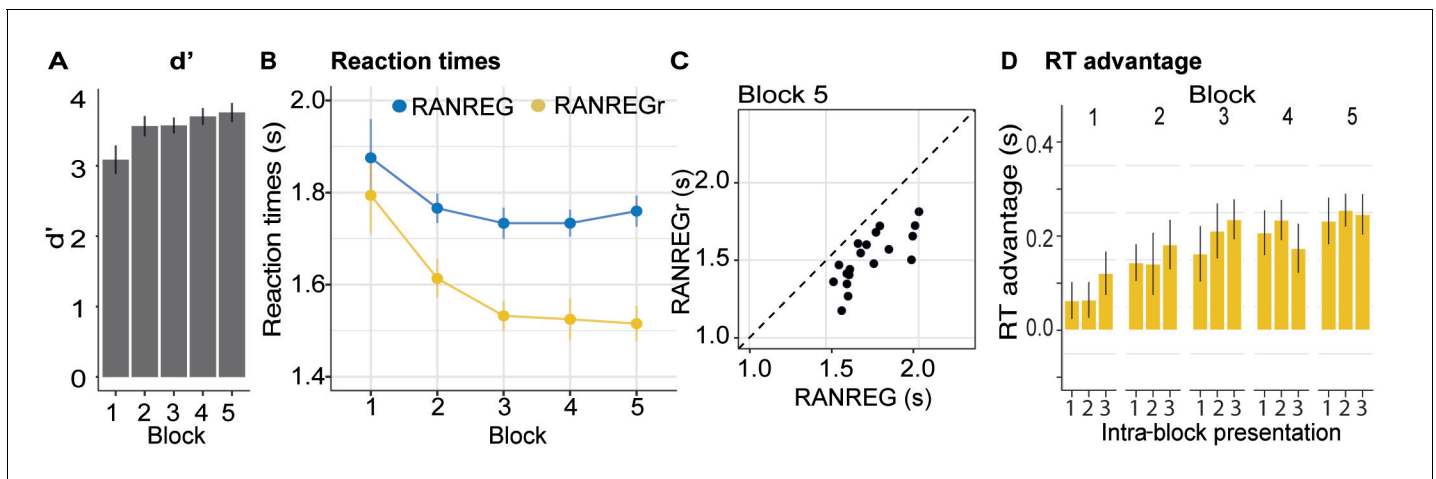 A d'
4
3
2
1
0
d'
1 2 3 4 5
Block
B Reaction times
RANREG RANREGr
2.0
1.8
1.6
1.4
Reaction times (s)
1 2 3 4 5
Block
C
Block 5
2.0
1.5
1.0
RANREGr (s)
1.0 1.5 2.0
RANREG (s)
D RT advantage
Block
1 2 3 4 5
0.4
0.2
0.0
RT advantage (s)
1 2 3 1 2 3 1 2 3 1 2 3 1 2 3
Intra-block presentation